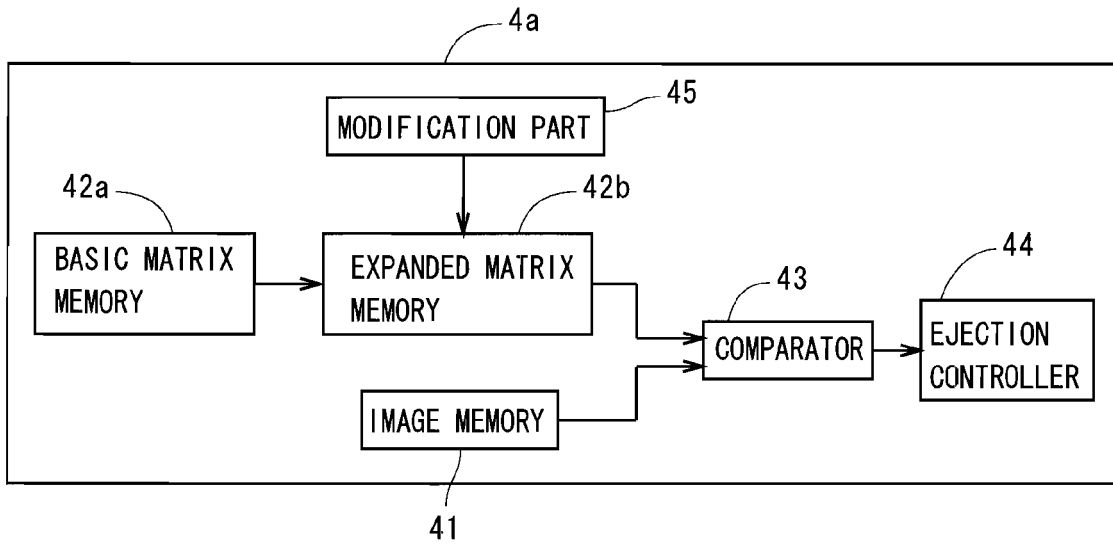 4a
45
MODIFICATION PART
42a
42b
BASIC MATRIX
MEMORY
EXPANDED MATRIX
MEMORY
43
44
COMPARATOR
EJECTION
CONTROLLER
IMAGE MEMORY
41